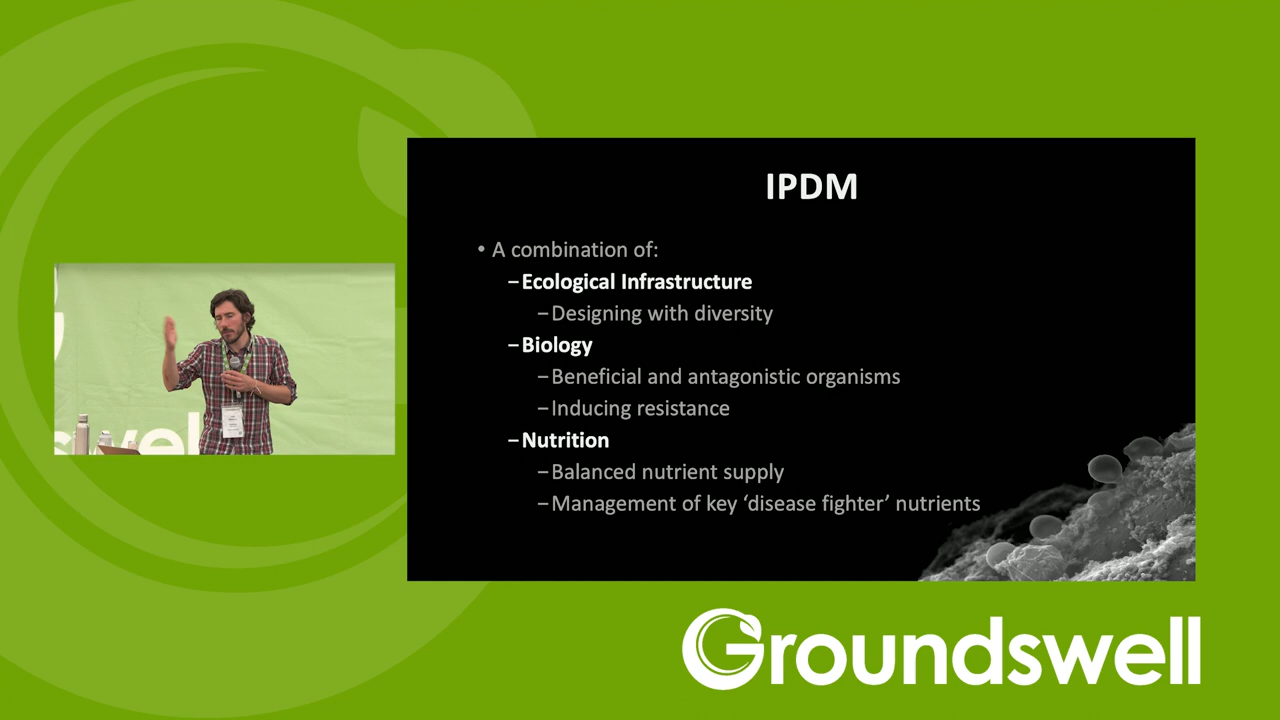 IPDM
• A combination of:
–Ecological Infrastructure
–Designing with diversity
–Biology
–Beneficial and antagonistic organisms
–Inducing resistance
–Nutrition
–Balanced nutrient supply
–Management of key ‘disease fighter’ nutrients
swell
Groundswell